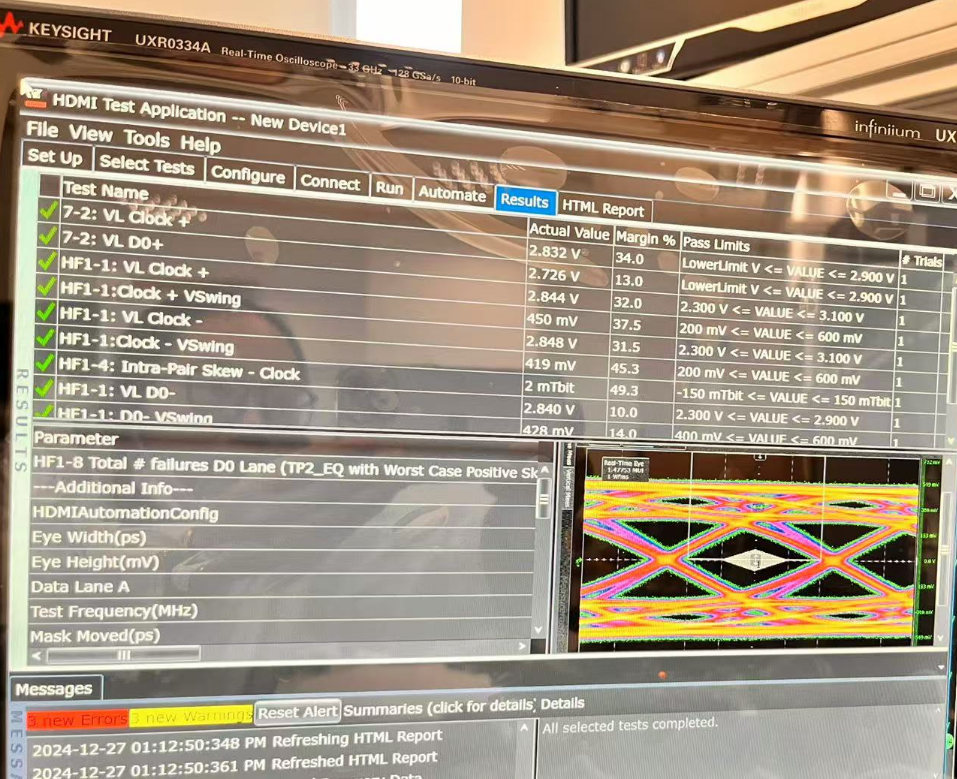 KEYSIGHT UXR0334A Real-Time Oscilloscope 33 GHz 128 GSa/s 10-bit
infiniium UX
HDMI Test Application -- New Device1
File View Tools Help
Set Up Select Tests Configure Connect Run Automate Results HTML Report
Test Name Actual Value Margin % Pass Limits # Trials
7-2: VL Clock + 2.832 V 34.0 LowerLimit V <= VALUE <= 2.900 V 1
7-2: VL D0+ 2.726 V 13.0 LowerLimit V <= VALUE <= 2.900 V 1
HF1-1: VL Clock + 2.844 V 32.0 2.300 V <= VALUE <= 3.100 V 1
HF1-1:Clock + VSwing 450 mV 37.5 200 mV <= VALUE <= 600 mV 1
HF1-1: VL Clock - 2.848 V 31.5 2.300 V <= VALUE <= 3.100 V 1
HF1-1:Clock - VSwing 419 mV 45.3 200 mV <= VALUE <= 600 mV 1
HF1-4: Intra-Pair Skew - Clock 2 mTbit 49.3 -150 mTbit <= VALUE <= 150 mTbit 1
HF1-1: VL D0- 2.840 V 10.0 2.300 V <= VALUE <= 2.900 V 1
HF1-1: D0- VSwing 428 mV 14.0 400 mV <= VALUE <= 600 mV 1
RESULTS
Parameter
HF1-8 Total # failures D0 Lane (TP2_EQ with Worst Case Positive Sk
---Additional Info---
HDMIAutomationConfig
Eye Width(ps)
Eye Height(mV)
Data Lane A
Test Frequency(MHz)
Mask Moved(ps)
Real-Time Eye
0.0 V
Messages
3 new Errors 3 new Warnings Reset Alert Summaries (click for details) Details
MESSA
2024-12-27 01:12:50:348 PM Refreshing HTML Report
2024-12-27 01:12:50:361 PM Refreshed HTML Report
All selected tests completed.